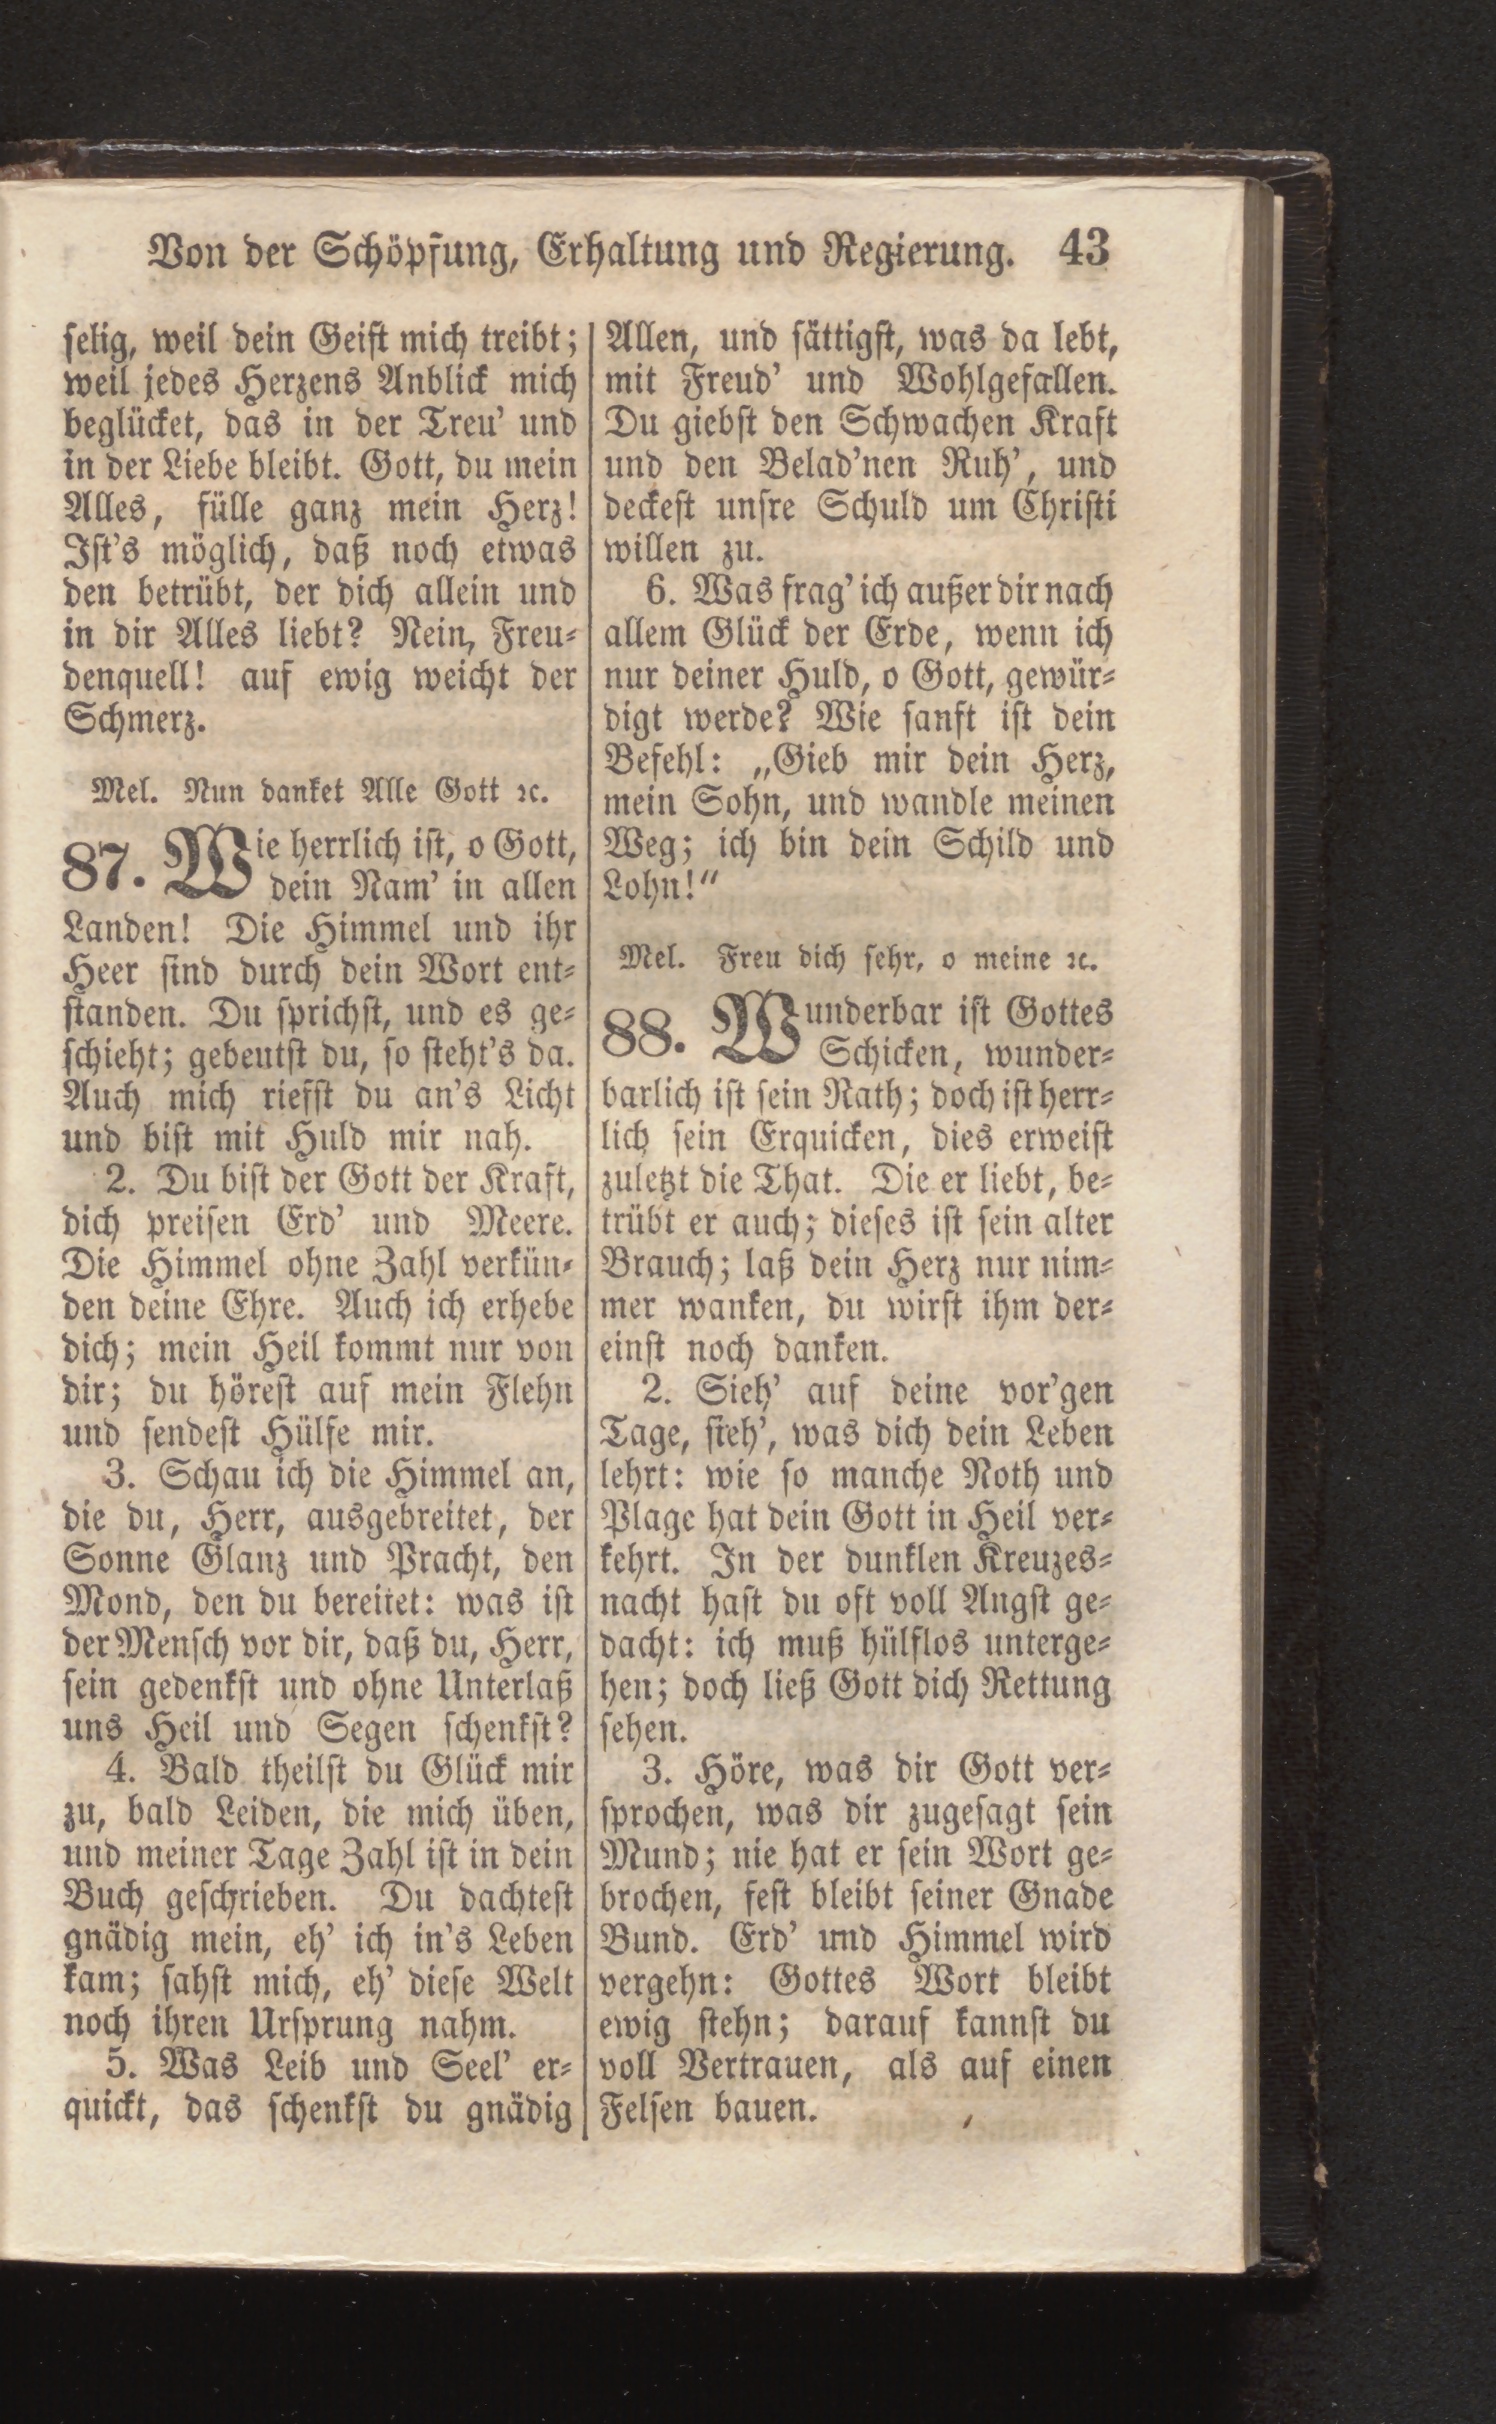 Von der Schöpfung, Erhaltung und Regierung. 43
selig, weil dein Geist mich treibt;
weil jedes Herzens Anblick mich
beglücket, das in der Treu' und
in der Liebe bleibt. Gott, du mein
Alles, fülle ganz mein Herz!
Ist's möglich, daß noch etwas
den betrübt, der dich allein und
in dir Alles liebt? Nein, Freu-
denquell! auf ewig weicht der
Schmerz.
Mel. Nun danket Alle Gott ꝛc.
87. Wie herrlich ist, o Gott,
dein Nam' in allen
Landen! Die Himmel und ihr
Heer sind durch dein Wort ent-
standen. Du sprichst, und es ge-
schieht; gebeutst du, so steht's da.
Auch mich riefst du an's Licht
und bist mit Huld mir nah.
2. Du bist der Gott der Kraft,
dich preisen Erd' und Meere.
Die Himmel ohne Zahl verkün-
den deine Ehre. Auch ich erhebe
dich; mein Heil kommt nur von
dir; du hörest auf mein Flehn
und sendest Hülfe mir.
3. Schau ich die Himmel an,
die du, Herr, ausgebreitet, der
Sonne Glanz und Pracht, den
Mond, den du bereitet: was ist
der Mensch vor dir, daß du, Herr,
sein gedenkst und ohne Unterlaß
uns Heil und Segen schenkst?
4. Bald theilst du Glück mir
zu, bald Leiden, die mich üben,
und meiner Tage Zahl ist in dein
Buch geschrieben. Du dachtest
gnädig mein, eh' ich in's Leben
kam; sahst mich, eh' diese Welt
noch ihren Ursprung nahm.
5. Was Leib und Seel' er-
quickt, das schenkst du gnädig
Allen, und sättigst, was da lebt,
mit Freud' und Wohlgefallen.
Du giebst den Schwachen Kraft
und den Belad'nen Ruh', und
deckest unsre Schuld um Christi
willen zu.
6. Was frag' ich außer dir nach
allem Glück der Erde, wenn ich
nur deiner Huld, o Gott, gewür-
digt werde? Wie sanft ist dein
Befehl: „Gieb mir dein Herz,
mein Sohn, und wandle meinen
Weg; ich bin dein Schild und
Lohn!“
Mel. Freu dich sehr, o meine ꝛc.
88. Wunderbar ist Gottes
Schicken, wunder-
barlich ist sein Rath; doch ist herr-
lich sein Erquicken, dies erweist
zuletzt die That. Die er liebt, be-
trübt er auch; dieses ist sein alter
Brauch; laß dein Herz nur nim-
mer wanken, du wirst ihm der-
einst noch danken.
2. Sieh' auf deine vor'gen
Tage, sieh', was dich dein Leben
lehrt: wie so manche Noth und
Plage hat dein Gott in Heil ver-
kehrt. In der dunklen Kreuzes-
nacht hast du oft voll Angst ge-
dacht: ich muß hülflos unterge-
hen; doch ließ Gott dich Rettung
sehen.
3. Höre, was dir Gott ver-
sprochen, was dir zugesagt sein
Mund; nie hat er sein Wort ge-
brochen, fest bleibt seiner Gnade
Bund. Erd' und Himmel wird
vergehn: Gottes Wort bleibt
ewig stehn; darauf kannst du
voll Vertrauen, als auf einen
Felsen bauen.